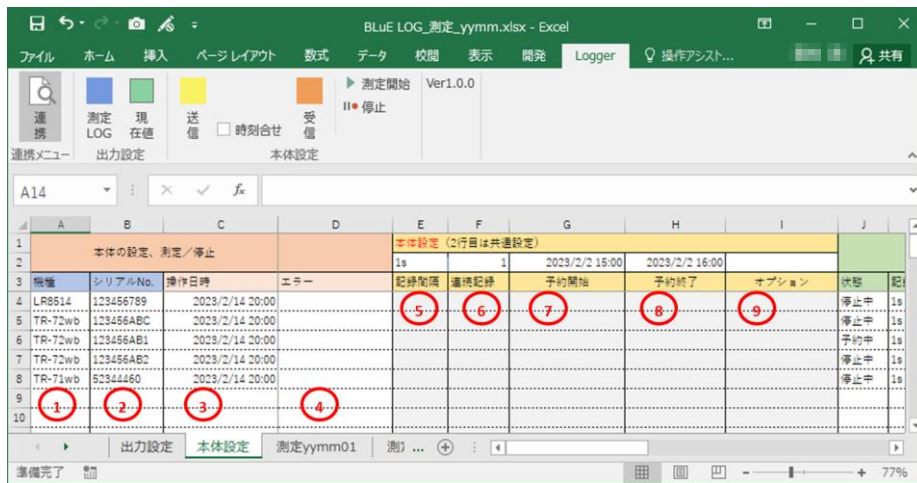 BLuE LOG_測定_yymm.xlsx - Excel
ファイル ホーム 挿入 ページ レイアウト 数式 データ 校閲 表示 開発 Logger 操作アシスト... 共有
連携 測定 LOG 現在値 送信 時刻合せ 受信 測定開始 停止 Ver1.0.0
連携メニュー 出力設定 本体設定
A14 fx
A B C D E F G H I J
1 本体の設定、測定／停止 本体設定（2行目は共通設定）
2 1s 1 2023/2/2 15:00 2023/2/2 16:00
3 機種 シリアルNo. 操作日時 エラー 記録間隔 連続記録 予約開始 予約終了 オプション 状態
4 LR8514 123456789 2023/2/14 20:00 停止中 1s
5 TR-72wb 123456ABC 2023/2/14 20:00 停止中 1s
6 TR-72wb 123456AB1 2023/2/14 20:00 予約中 1s
7 TR-72wb 123456AB2 2023/2/14 20:00 停止中 1s
8 TR-71wb 52344460 2023/2/14 20:00 停止中 1s
9
10
5 6 7 8 9
1 2 3 4
出力設定 本体設定 測定yymm01 測 ...
準備完了 77%